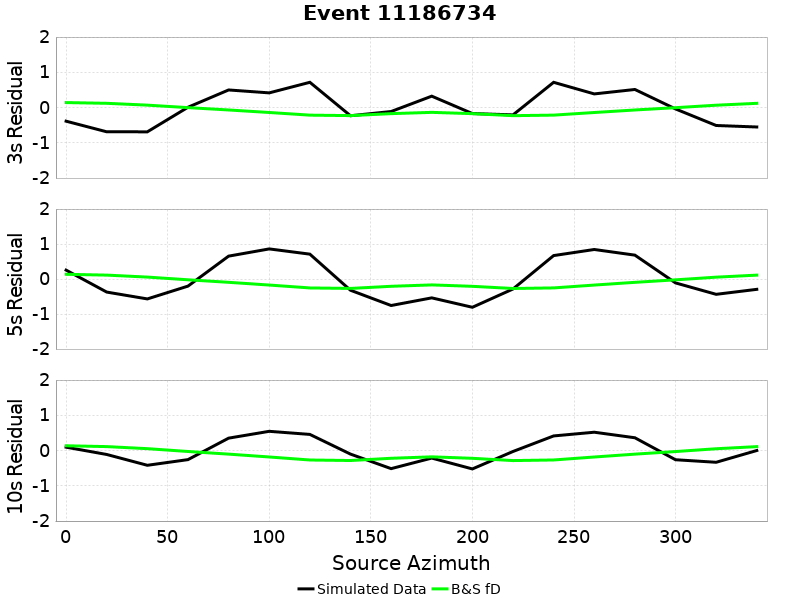 Event 11186734
3s Residual
2
1
0
-1
-2
5s Residual
2
1
0
-1
-2
10s Residual
2
1
0
-1
-2
0 50 100 150 200 250 300
Source Azimuth
Simulated Data B&S fD